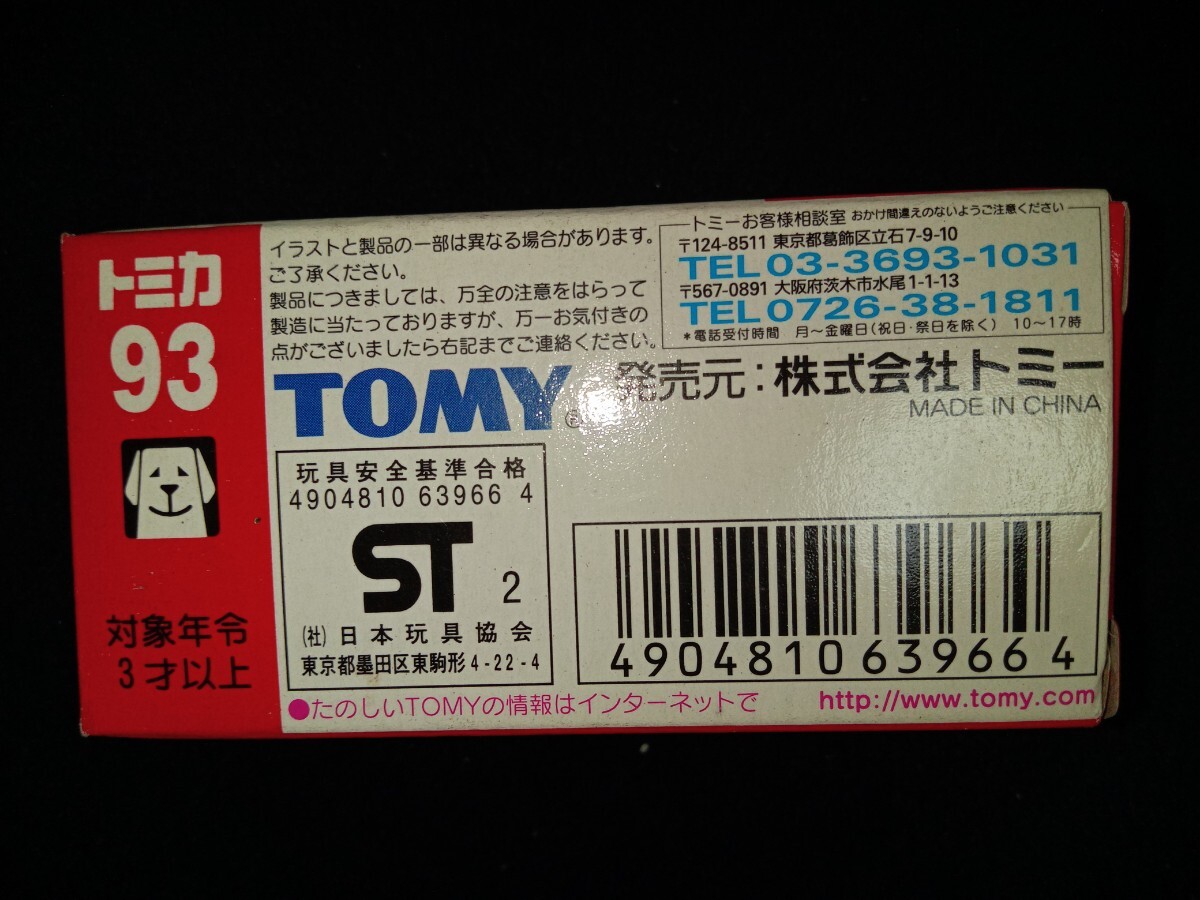 トミカ
93
対象年令
3才以上
イラストと製品の一部は異なる場合があります。
ご了承ください。
製品につきましては、万全の注意をはらって
製造に当たっておりますが、万一お気付きの
点がございましたら右記までご連絡ください。
トミーお客様相談室 おかけ間違えのないようご注意ください
〒124-8511 東京都葛飾区立石7-9-10
TEL03-3693-1031
〒567-0891 大阪府茨木市水尾1-1-13
TEL0726-38-1811
*電話受付時間 月～金曜日(祝日・祭日を除く) 10～17時
TOMY®
発売元:株式会社トミー
MADE IN CHINA
玩具安全基準合格
4904810 63966 4
ST 2
(社)日本玩具協会
東京都墨田区東駒形4-22-4
4904810639664
●たのしいTOMYの情報はインターネットで http://www.tomy.com